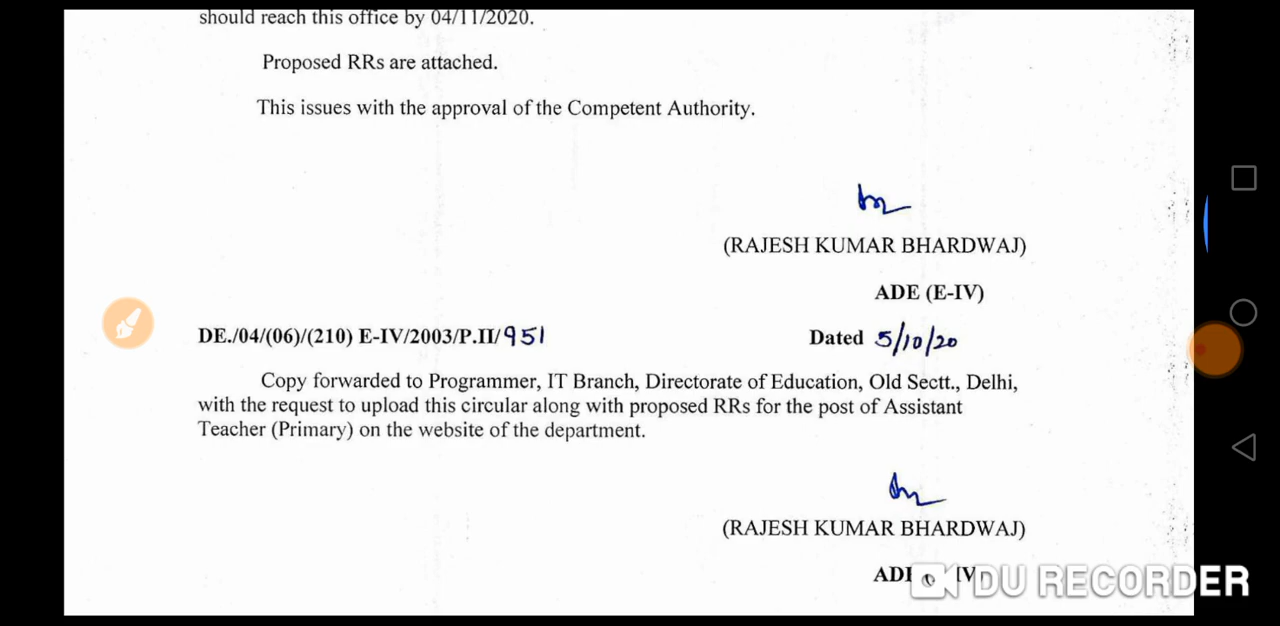 should reach this office by 04/11/2020.
Proposed RRs are attached.
This issues with the approval of the Competent Authority.
(RAJESH KUMAR BHARDWAJ)
ADE (E-IV)
DE./04/(06)/(210) E-IV/2003/P.II/951
Dated 5/10/20
Copy forwarded to Programmer, IT Branch, Directorate of Education, Old Sectt., Delhi,
with the request to upload this circular along with proposed RRs for the post of Assistant
Teacher (Primary) on the website of the department.
(RAJESH KUMAR BHARDWAJ)
DU RECORDER